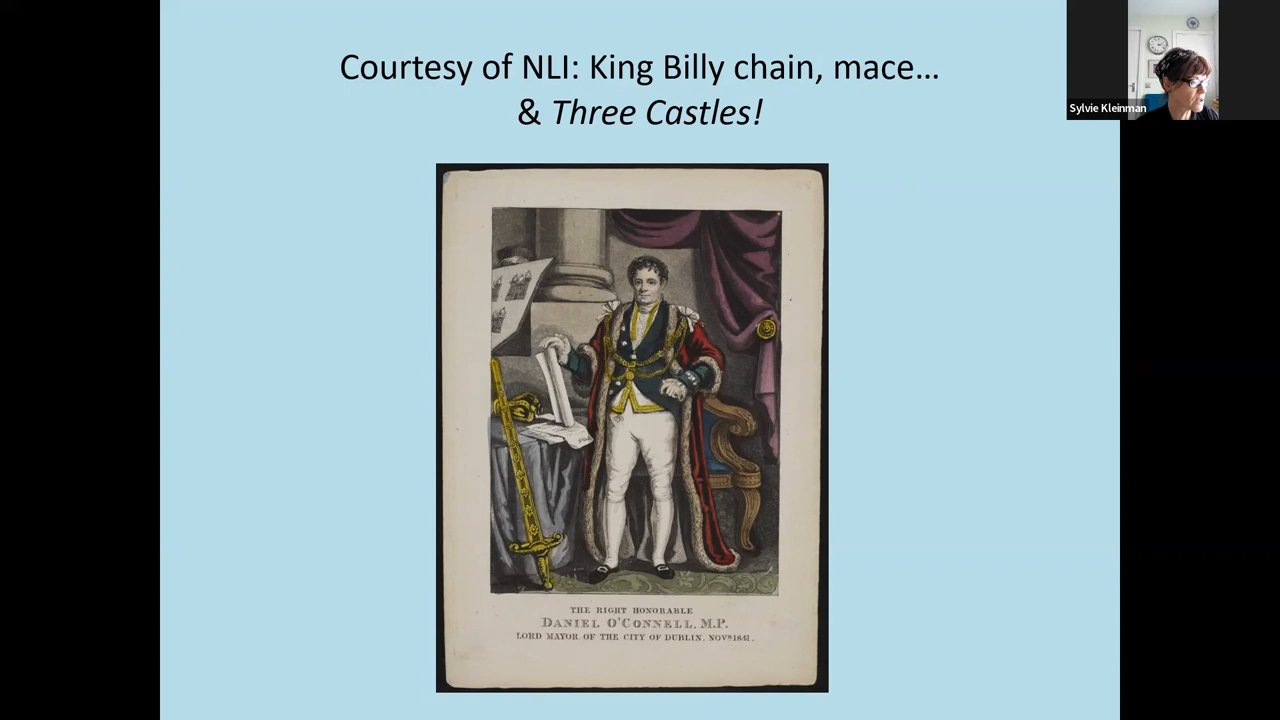 Courtesy of NLI: King Billy chain, mace…
& Three Castles!
Sylvie Kleinman
THE RIGHT HONORABLE
DANIEL O'CONNELL, M.P.
LORD MAYOR OF THE CITY OF DUBLIN, NOVR 1841.